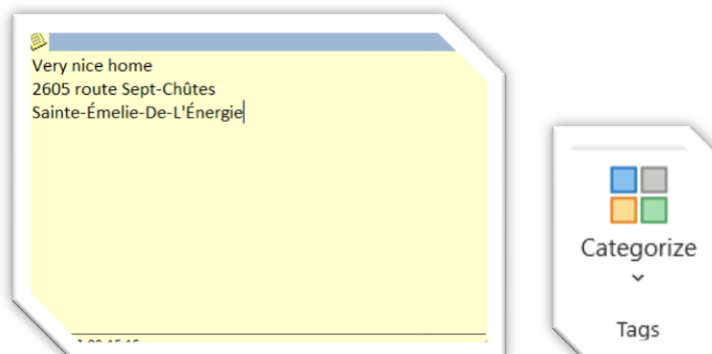 Very nice home
2605 route Sept-Chûtes
Sainte-Émelie-De-L'Énergie
Categorize
Tags